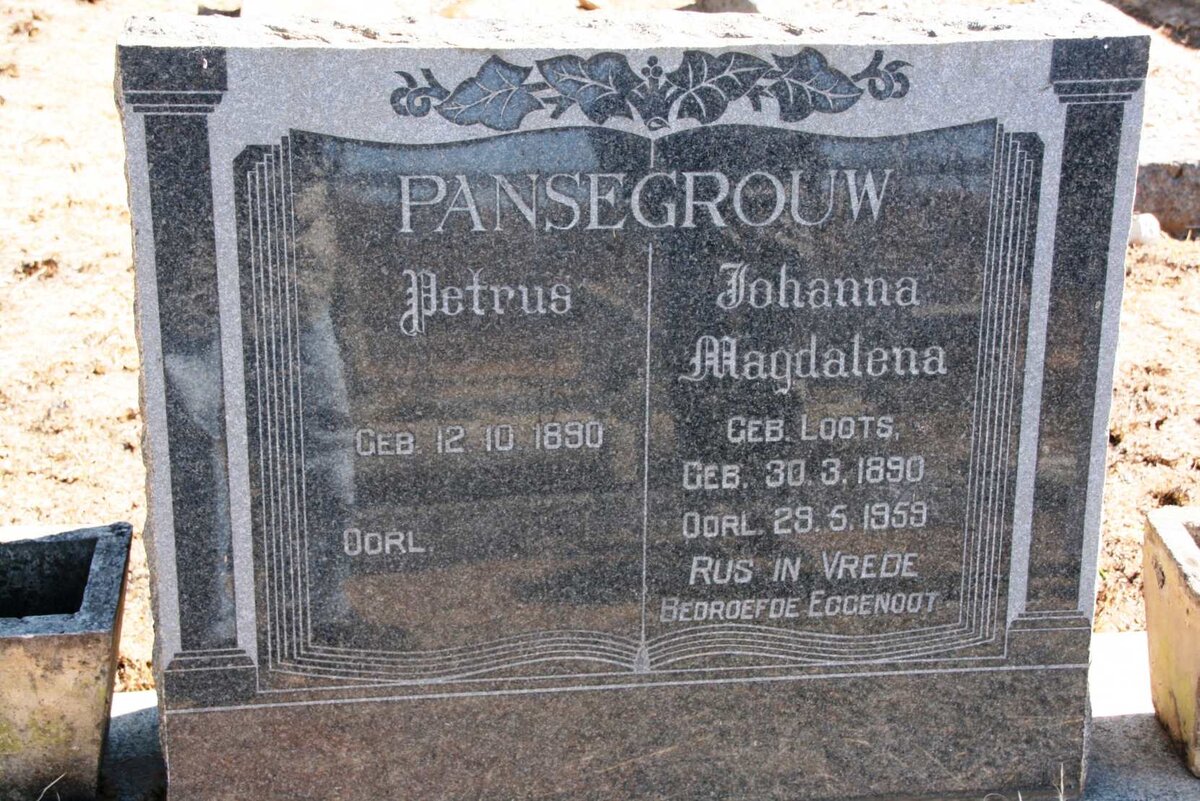 PANSEGROUW
Petrus
GEB. 12.10.1890
OORL.
Johanna
Magdalena
GEB. LOOTS,
GEB. 30.3.1890
OORL. 29.5.1959
RUS IN VREDE
BEDROEFDE EGGENOOT